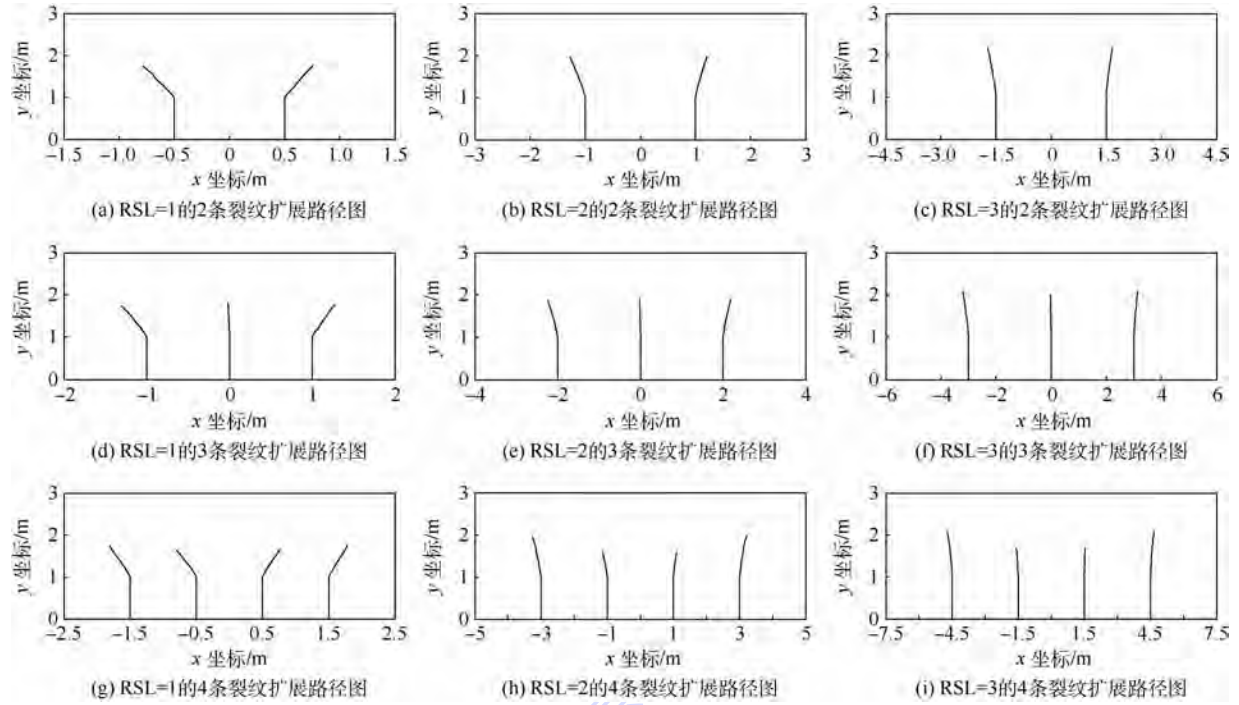 3
2
1
0
y 坐标/m
−1.5 −1.0 −0.5 0 0.5 1.0 1.5
x 坐标/m
(a) RSL=1的2条裂纹扩展路径图
3
2
1
0
y 坐标/m
−3 −2 −1 0 1 2 3
x 坐标/m
(b) RSL=2的2条裂纹扩展路径图
3
2
1
0
y 坐标/m
−4.5 −3.0 −1.5 0 1.5 3.0 4.5
x 坐标/m
(c) RSL=3的2条裂纹扩展路径图
3
2
1
0
y 坐标/m
−2 −1 0 1 2
x 坐标/m
(d) RSL=1的3条裂纹扩展路径图
3
2
1
0
y 坐标/m
−4 −2 0 2 4
x 坐标/m
(e) RSL=2的3条裂纹扩展路径图
3
2
1
0
y 坐标/m
−6 −4 −2 0 2 4 6
x 坐标/m
(f) RSL=3的3条裂纹扩展路径图
3
2
1
0
y 坐标/m
−2.5 −1.5 −0.5 0.5 1.5 2.5
x 坐标/m
(g) RSL=1的4条裂纹扩展路径图
3
2
1
0
y 坐标/m
−5 −3 −1 1 3 5
x 坐标/m
(h) RSL=2的4条裂纹扩展路径图
3
2
1
0
y 坐标/m
−7.5 −4.5 −1.5 1.5 4.5 7.5
x 坐标/m
(i) RSL=3的4条裂纹扩展路径图